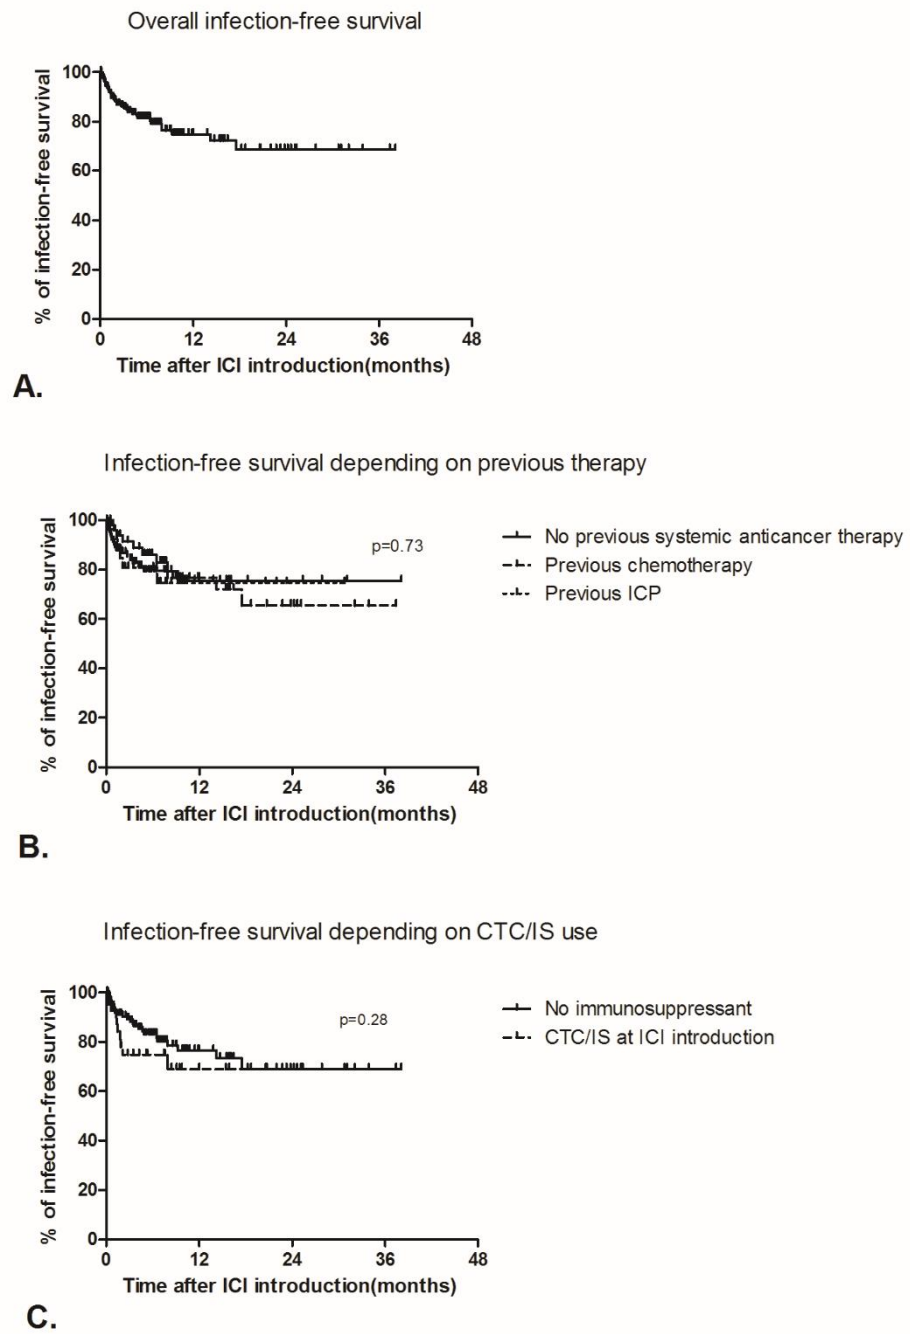 Overall infection-free survival
% of infection-free survival
100
80
60
40
20
0
0 12 24 36 48
Time after ICI introduction(months)
A.
Infection-free survival depending on previous therapy
% of infection-free survival
100
80
60
40
20
0
p=0.73
No previous systemic anticancer therapy
Previous chemotherapy
Previous ICP
0 12 24 36 48
Time after ICI introduction(months)
B.
Infection-free survival depending on CTC/IS use
% of infection-free survival
100
80
60
40
20
0
p=0.28
No immunosuppressant
CTC/IS at ICI introduction
0 12 24 36 48
Time after ICI introduction(months)
C.